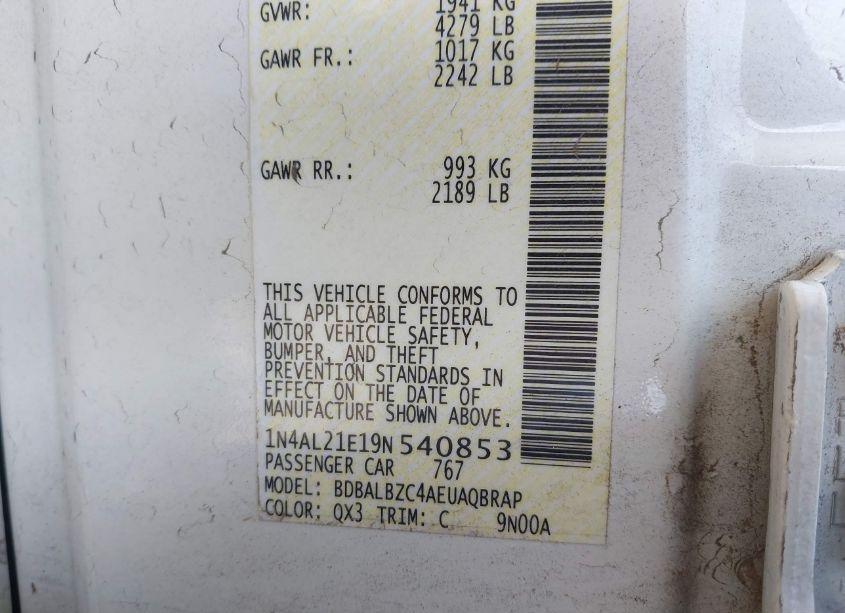 GVWR: 1941 KG
4279 LB
GAWR FR.: 1017 KG
2242 LB
GAWR RR.: 993 KG
2189 LB
THIS VEHICLE CONFORMS TO
ALL APPLICABLE FEDERAL
MOTOR VEHICLE SAFETY,
BUMPER, AND THEFT
PREVENTION STANDARDS IN
EFFECT ON THE DATE OF
MANUFACTURE SHOWN ABOVE.
1N4AL21E19N540853
PASSENGER CAR 767
MODEL: BDBALBZC4AEUAQBRAP
COLOR: QX3 TRIM: C 9N00A